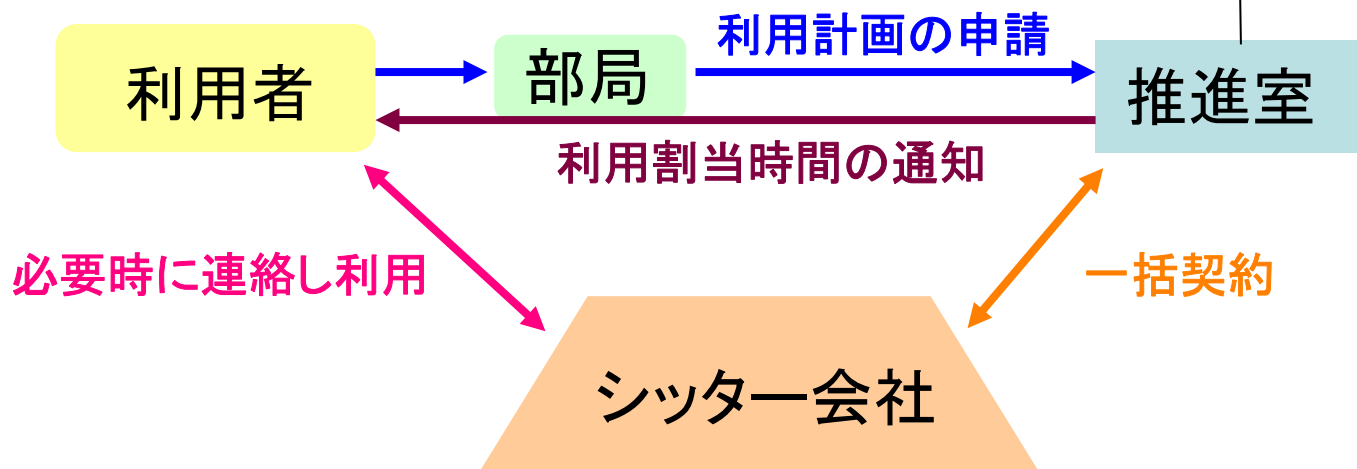 利用計画の申請
利用者
部局
推進室
利用割当時間の通知
必要時に連絡し利用
一括契約
シッター会社